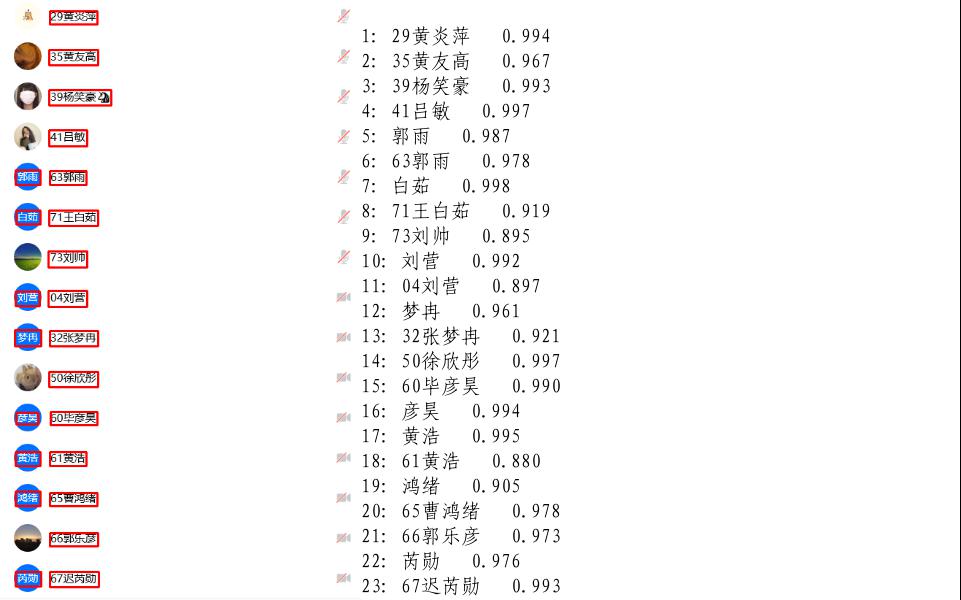 29黄炎萍
35黄友高
39杨笑豪
41吕敏
郭雨 63郭雨
白茹 71王白茹
73刘帅
刘营 04刘营
梦冉 32张梦冉
50徐欣彤
彦昊 60毕彦昊
黄浩 61黄浩
鸿绪 65曹鸿绪
66郭乐彦
芮勋 67迟芮勋
1: 29黄炎萍 0.994
2: 35黄友高 0.967
3: 39杨笑豪 0.993
4: 41吕敏 0.997
5: 郭雨 0.987
6: 63郭雨 0.978
7: 白茹 0.998
8: 71王白茹 0.919
9: 73刘帅 0.895
10: 刘营 0.992
11: 04刘营 0.897
12: 梦冉 0.961
13: 32张梦冉 0.921
14: 50徐欣彤 0.997
15: 60毕彦昊 0.990
16: 彦昊 0.994
17: 黄浩 0.995
18: 61黄浩 0.880
19: 鸿绪 0.905
20: 65曹鸿绪 0.978
21: 66郭乐彦 0.973
22: 芮勋 0.976
23: 67迟芮勋 0.993